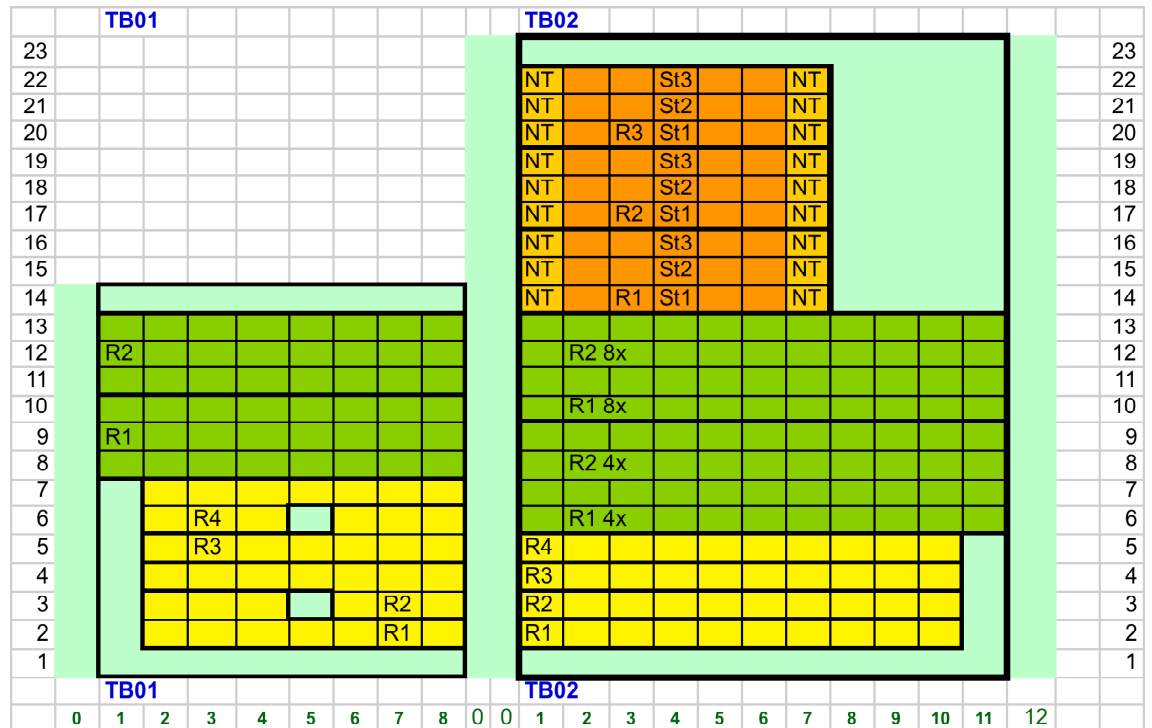 TB01 TB02
23 23
22 NT St3 NT 22
21 NT St2 NT 21
20 NT R3 St1 NT 20
19 NT St3 NT 19
18 NT St2 NT 18
17 NT R2 St1 NT 17
16 NT St3 NT 16
15 NT St2 NT 15
14 NT R1 St1 NT 14
13 13
12 R2 R2 8x 12
11 11
10 R1 8x 10
9 R1 9
8 R2 4x 8
7 7
6 R4 R1 4x 6
5 R3 R4 5
4 R3 4
3 R2 R2 3
2 R1 R1 2
1 1
TB01 TB02
0 1 2 3 4 5 6 7 8 0 0 1 2 3 4 5 6 7 8 9 10 11 12